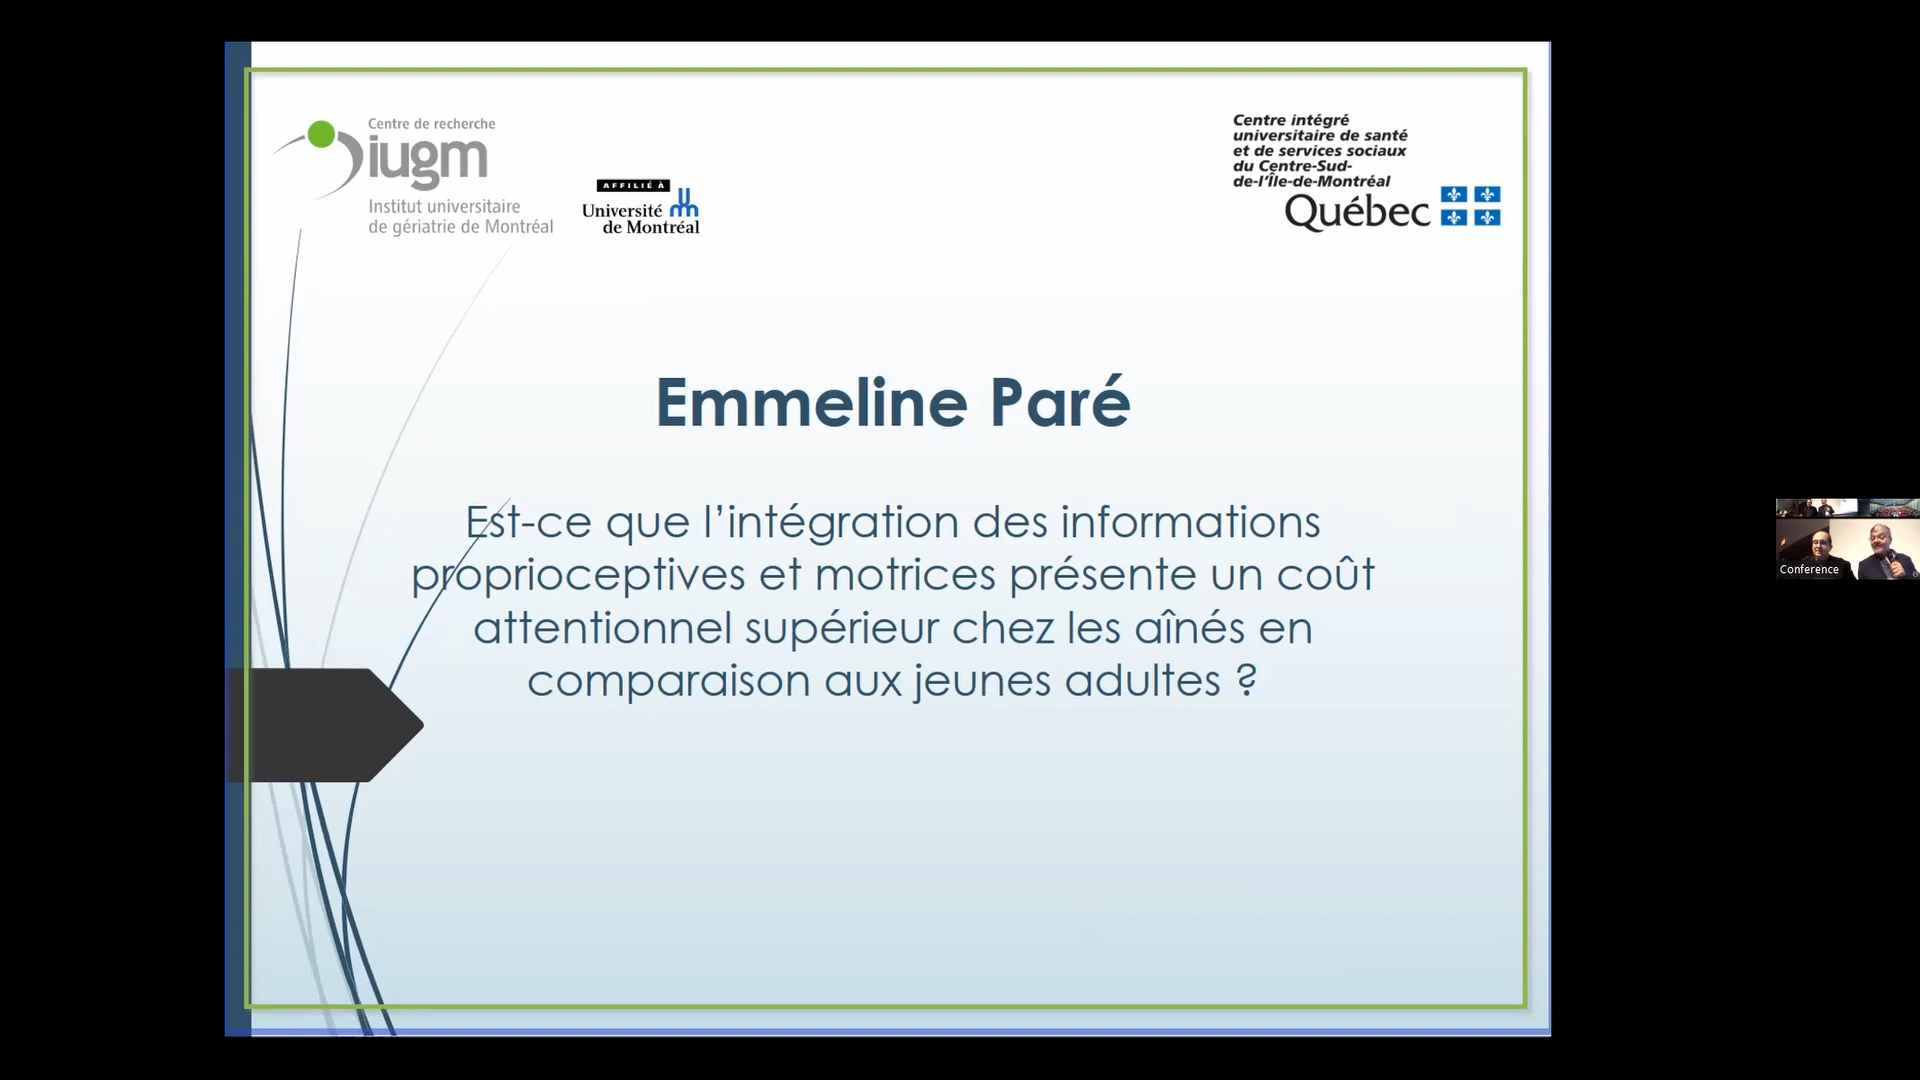 Centre de recherche
iugm
Institut universitaire
de gériatrie de Montréal
AFFILIÉ À
Université
de Montréal
Centre intégré
universitaire de santé
et de services sociaux
du Centre-Sud-
de-l'Île-de-Montréal
Québec
Emmeline Paré
Est-ce que l’intégration des informations
proprioceptives et motrices présente un coût
attentionnel supérieur chez les aînés en
comparaison aux jeunes adultes ?
Conference